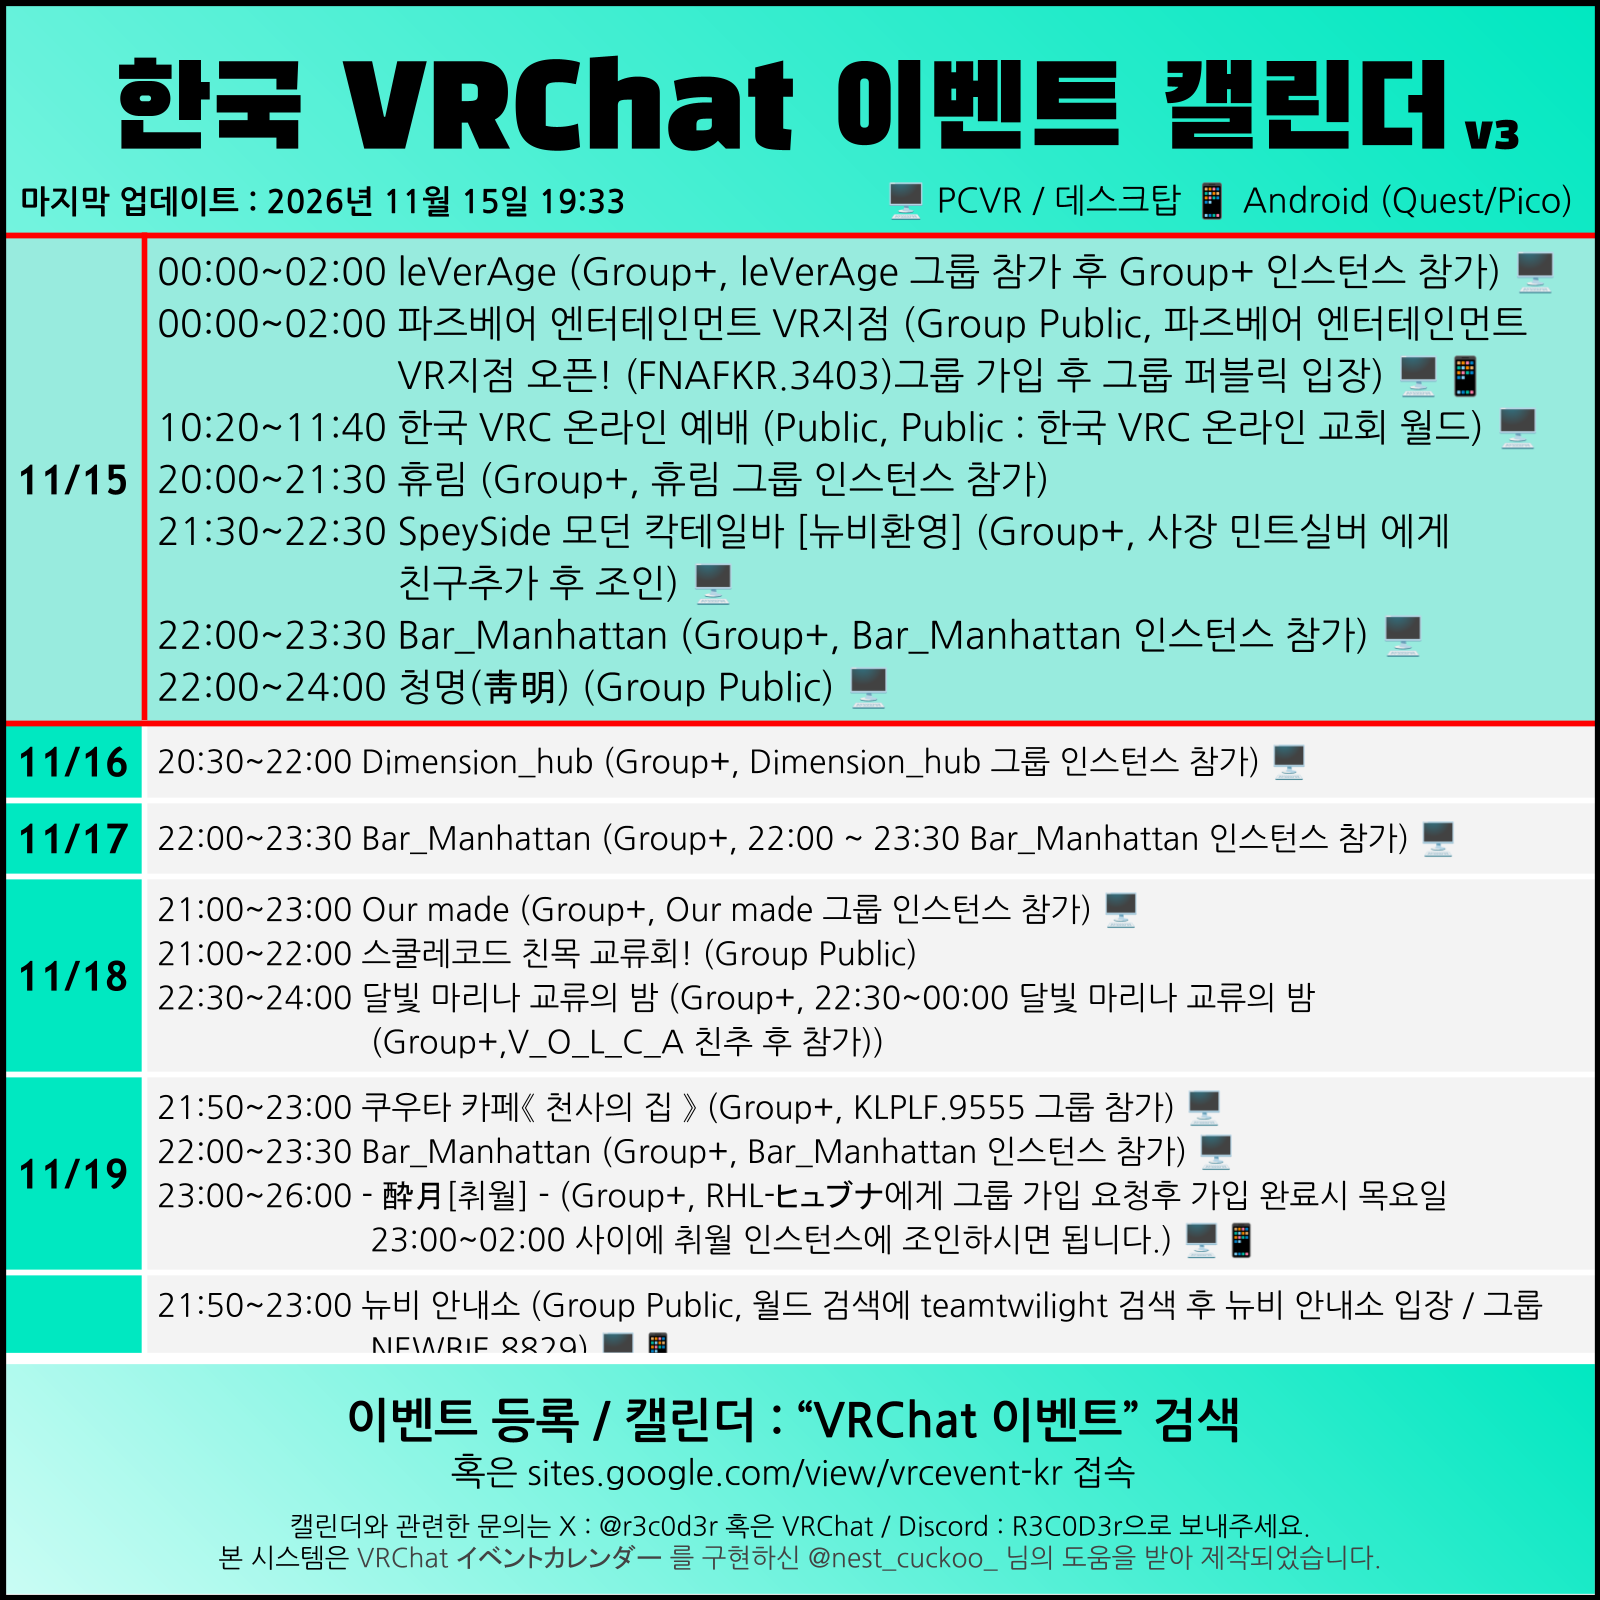 한국 VRChat 이벤트 캘린더 v3
마지막 업데이트 : 2026년 11월 15일 19:33
PCVR / 데스크탑 Android (Quest/Pico)
11/15
00:00~02:00 leVerAge (Group+, leVerAge 그룹 참가 후 Group+ 인스턴스 참가)
00:00~02:00 파즈베어 엔터테인먼트 VR지점 (Group Public, 파즈베어 엔터테인먼트
VR지점 오픈! (FNAFKR.3403)그룹 가입 후 그룹 퍼블릭 입장)
10:20~11:40 한국 VRC 온라인 예배 (Public, Public : 한국 VRC 온라인 교회 월드)
20:00~21:30 휴림 (Group+, 휴림 그룹 인스턴스 참가)
21:30~22:30 SpeySide 모던 칵테일바 [뉴비환영] (Group+, 사장 민트실버 에게
친구추가 후 조인)
22:00~23:30 Bar_Manhattan (Group+, Bar_Manhattan 인스턴스 참가)
22:00~24:00 청명(靑明) (Group Public)
11/16
20:30~22:00 Dimension_hub (Group+, Dimension_hub 그룹 인스턴스 참가)
11/17
22:00~23:30 Bar_Manhattan (Group+, 22:00 ~ 23:30 Bar_Manhattan 인스턴스 참가)
11/18
21:00~23:00 Our made (Group+, Our made 그룹 인스턴스 참가)
21:00~22:00 스쿨레코드 친목 교류회! (Group Public)
22:30~24:00 달빛 마리나 교류의 밤 (Group+, 22:30~00:00 달빛 마리나 교류의 밤
(Group+,V_O_L_C_A 친추 후 참가))
11/19
21:50~23:00 쿠우타 카페《 천사의 집 》 (Group+, KLPLF.9555 그룹 참가)
22:00~23:30 Bar_Manhattan (Group+, Bar_Manhattan 인스턴스 참가)
23:00~26:00 - 酔月[취월] - (Group+, RHL-ヒュブナ에게 그룹 가입 요청후 가입 완료시 목요일
23:00~02:00 사이에 취월 인스턴스에 조인하시면 됩니다.)
21:50~23:00 뉴비 안내소 (Group Public, 월드 검색에 teamtwilight 검색 후 뉴비 안내소 입장 / 그룹
NEWBIE.8829)
이벤트 등록 / 캘린더 : “VRChat 이벤트” 검색
혹은 sites.google.com/view/vrcevent-kr 접속
캘린더와 관련한 문의는 X : @r3c0d3r 혹은 VRChat / Discord : R3C0D3r으로 보내주세요.
본 시스템은 VRChat イベントカレンダー 를 구현하신 @nest_cuckoo_ 님의 도움을 받아 제작되었습니다.